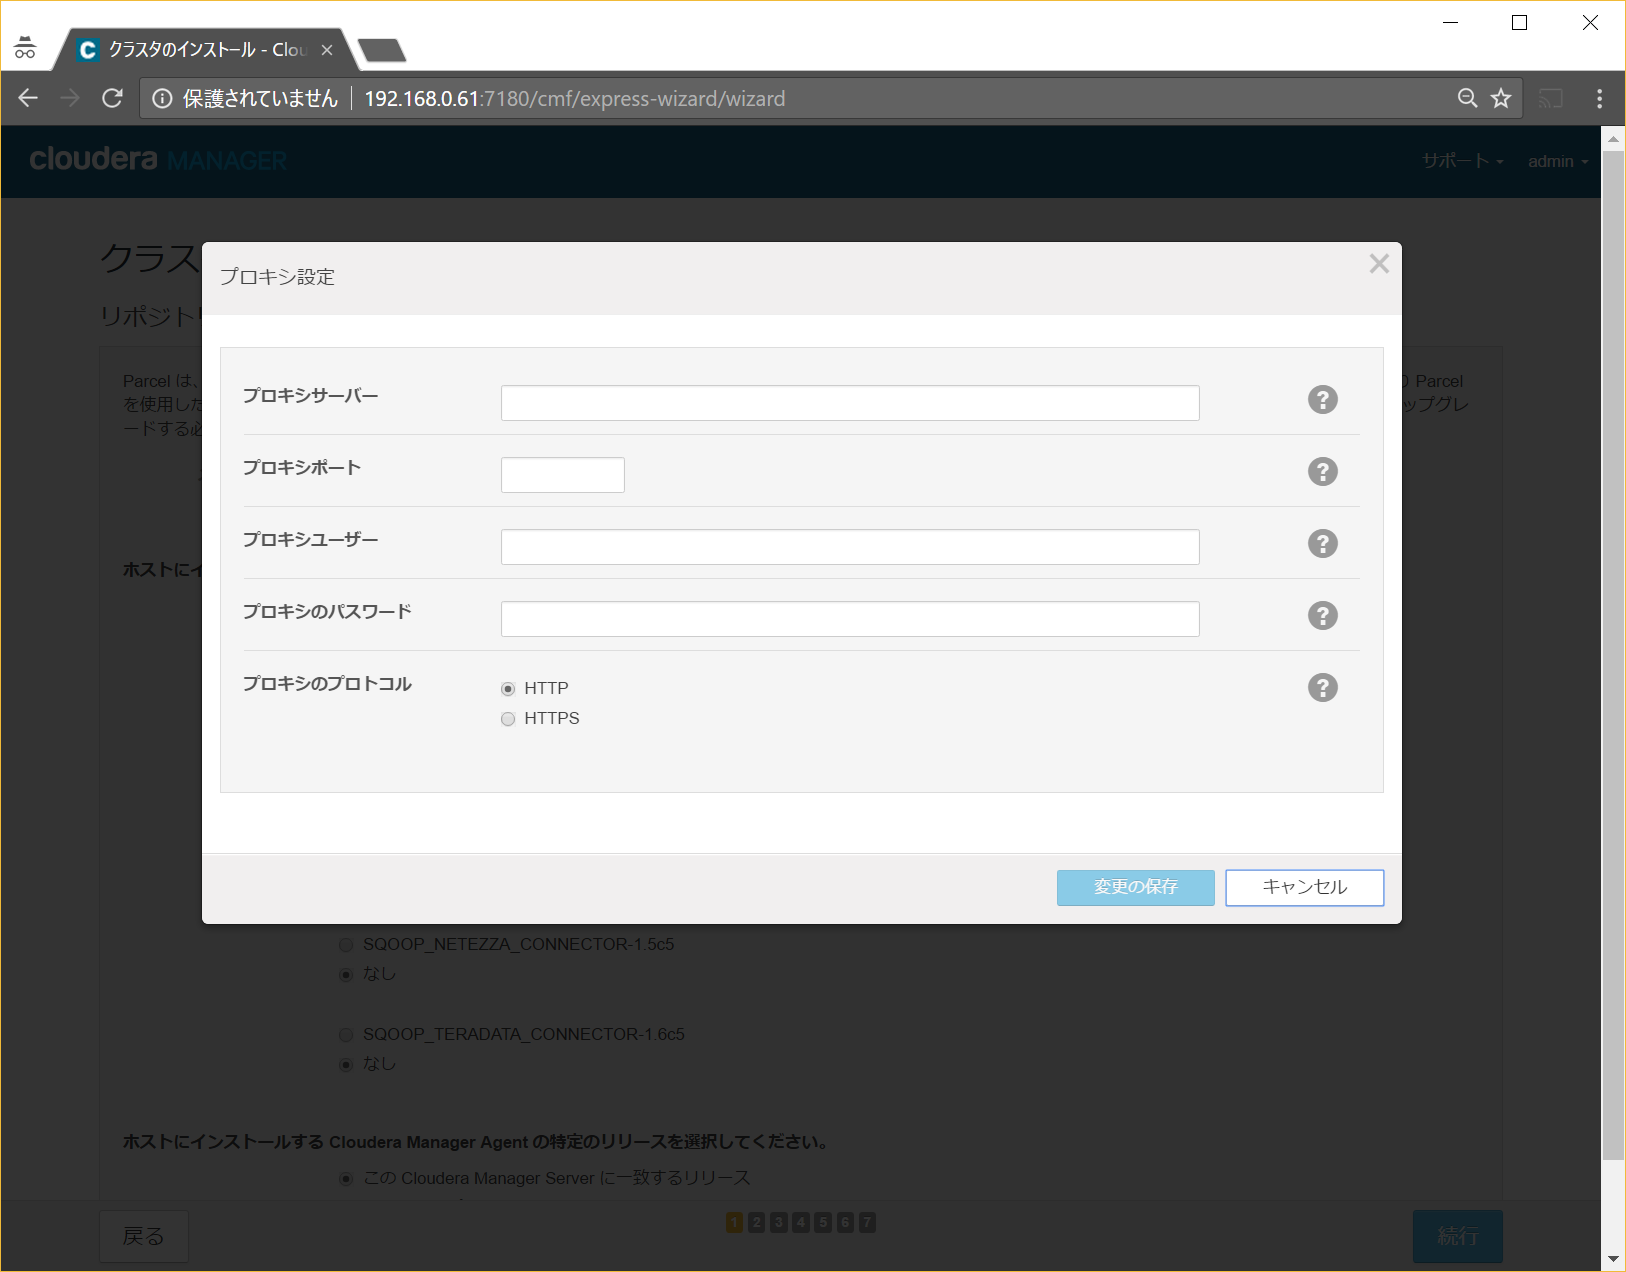 クラスタのインストール - Clou
保護されていません 192.168.0.61:7180/cmf/express-wizard/wizard
cloudera MANAGER
サポート admin
クラス
リポジト
プロキシ設定
Parcel は、
Parcel
を使用した
ップグレ
ードする必
ホストにイ
プロキシサーバー ?
プロキシポート ?
プロキシユーザー ?
プロキシのパスワード ?
プロキシのプロトコル HTTP ?
HTTPS
変更の保存 キャンセル
SQOOP_NETEZZA_CONNECTOR-1.5c5
なし
SQOOP_TERADATA_CONNECTOR-1.6c5
なし
ホストにインストールする Cloudera Manager Agent の特定のリリースを選択してください。
この Cloudera Manager Server に一致するリリース
戻る 1 2 3 4 5 6 7 続行